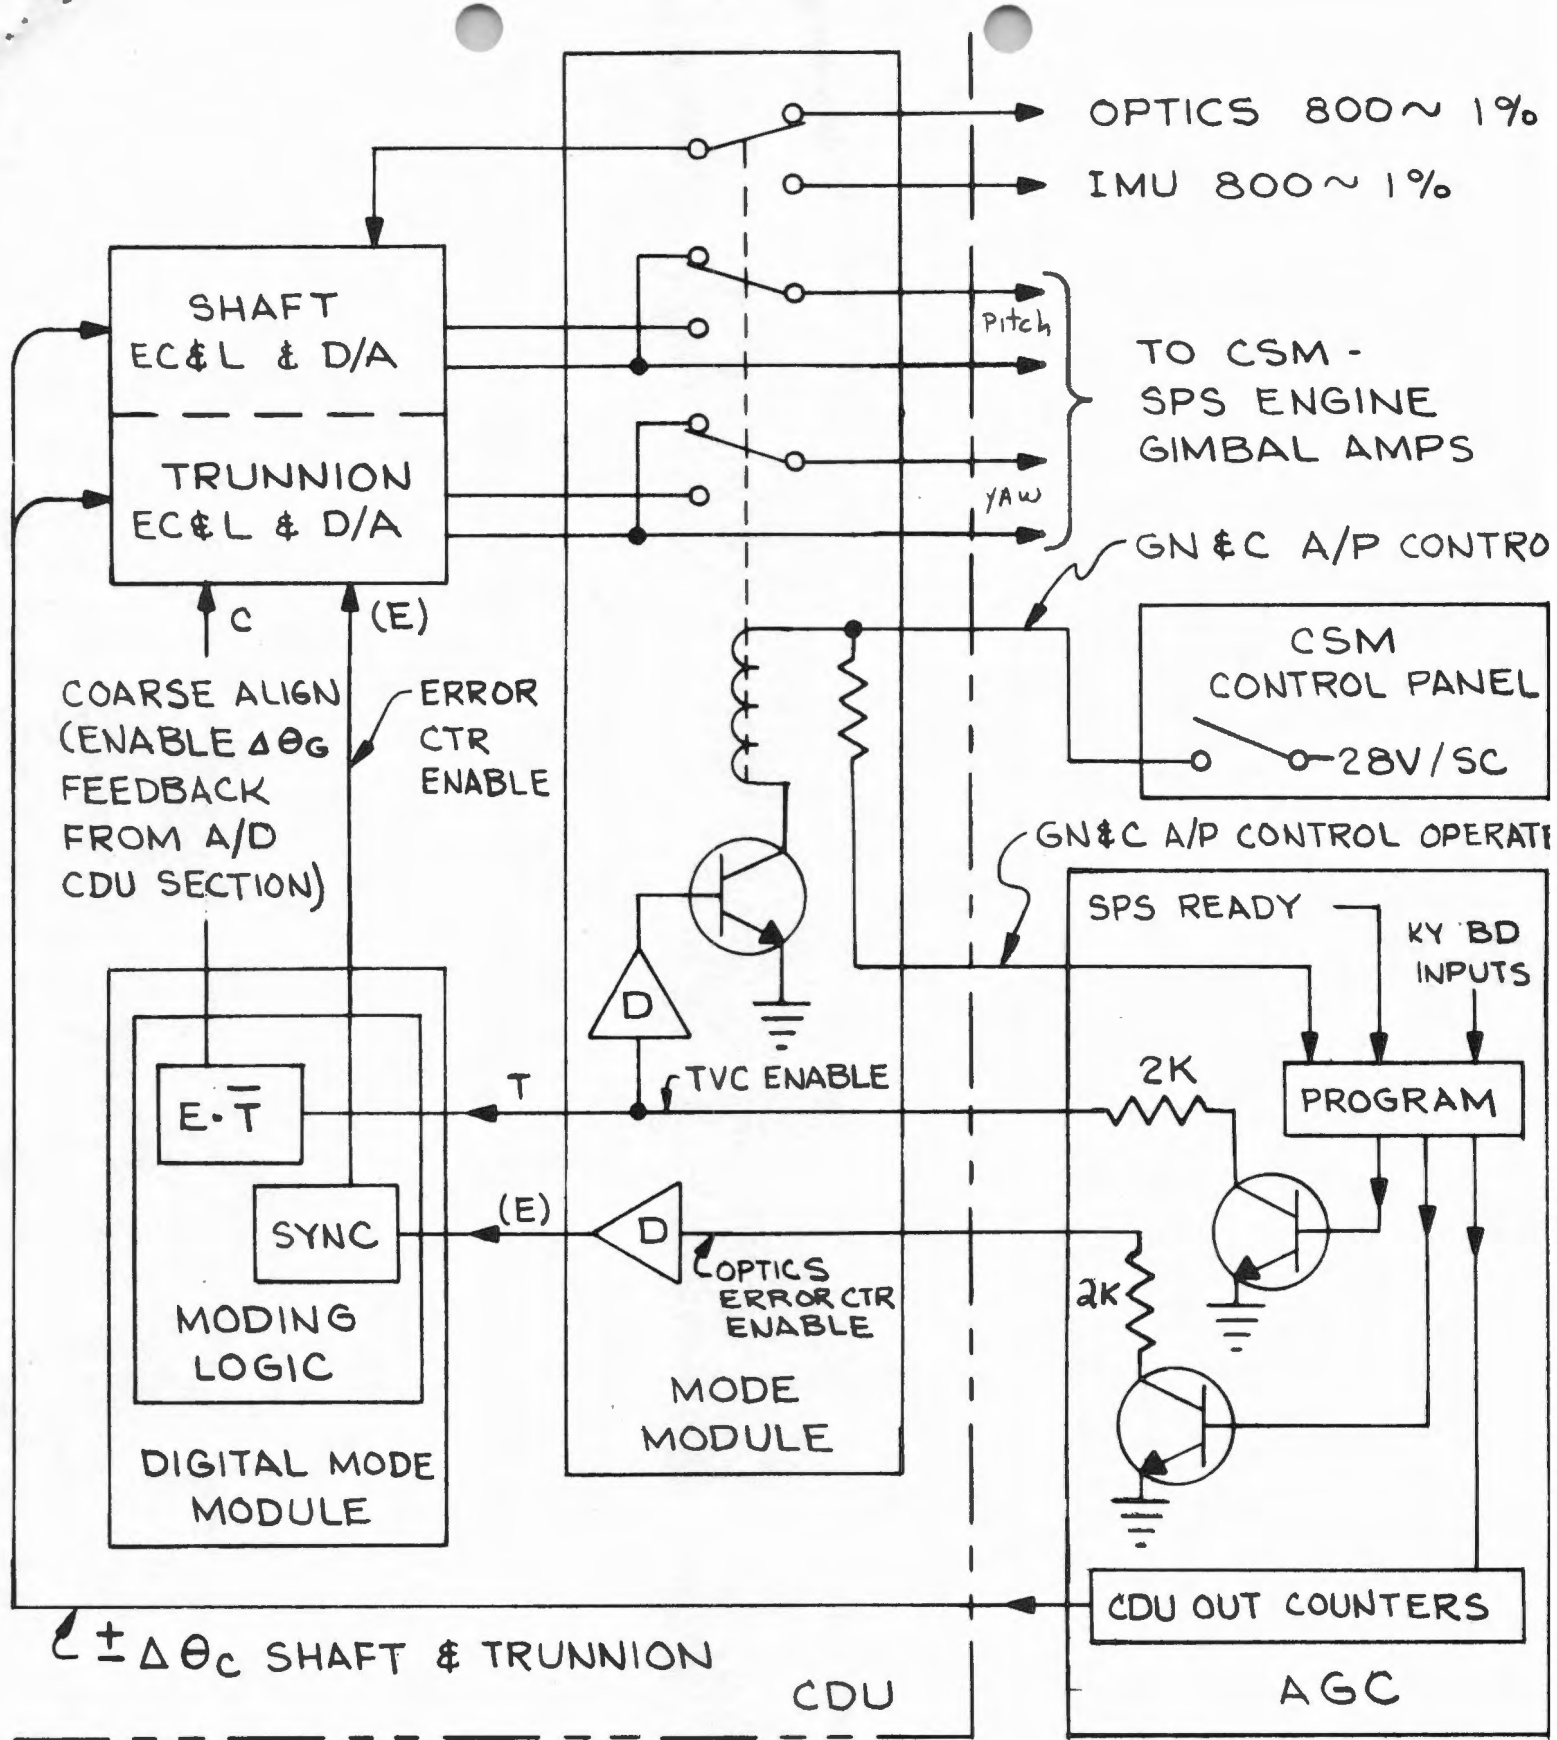 OPTICS 800~ 1%
IMU 800~ 1%
SHAFT
EC&L & D/A
TRUNNION
EC&L & D/A
Pitch
YAW
TO CSM -
SPS ENGINE
GIMBAL AMPS
GN&C A/P CONTRO
C
(E)
COARSE ALIGN
(ENABLE ΔθG
FEEDBACK
FROM A/D
CDU SECTION)
ERROR
CTR
ENABLE
CSM
CONTROL PANEL
28V/SC
GN&C A/P CONTROL OPERATE
SPS READY
KY BD
INPUTS
D
TVC ENABLE
2K
PROGRAM
T
E·T̅
(E)
D
SYNC
OPTICS
ERROR CTR
ENABLE
2K
MODING
LOGIC
MODE
MODULE
DIGITAL MODE
MODULE
CDU OUT COUNTERS
± ΔθC SHAFT & TRUNNION
CDU
AGC